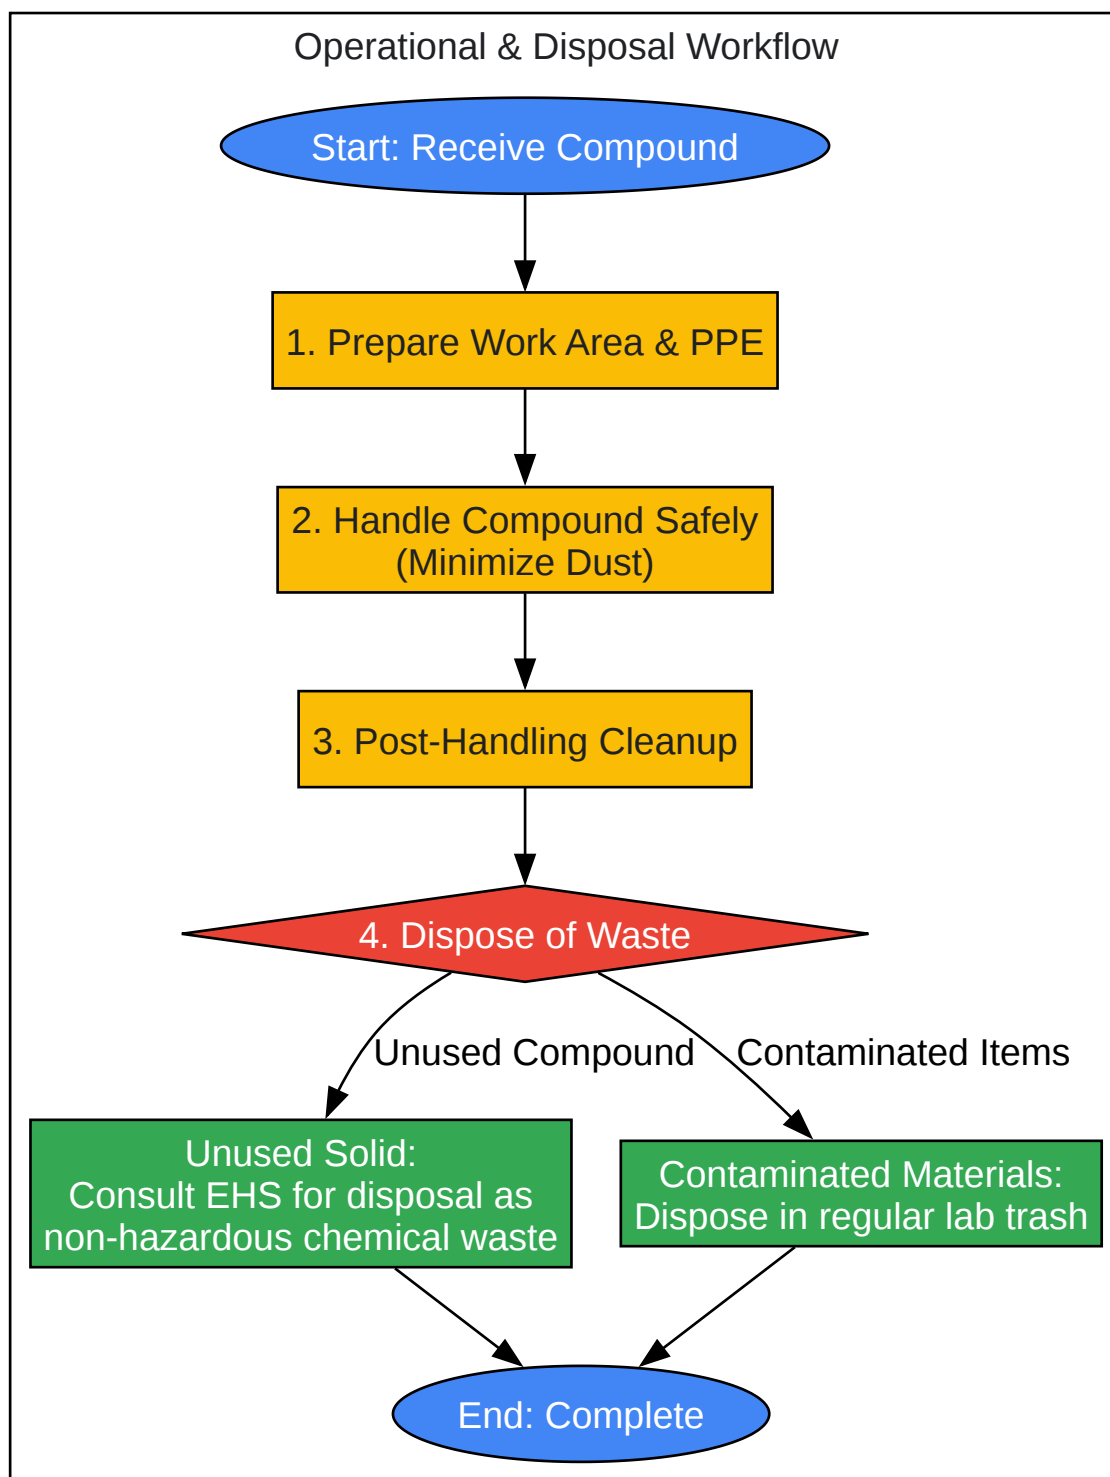 Operational & Disposal Workflow
Start: Receive Compound
1. Prepare Work Area & PPE
2. Handle Compound Safely
(Minimize Dust)
3. Post-Handling Cleanup
4. Dispose of Waste
Unused Compound
Contaminated Items
Unused Solid:
Consult EHS for disposal as
non-hazardous chemical waste
Contaminated Materials:
Dispose in regular lab trash
End: Complete